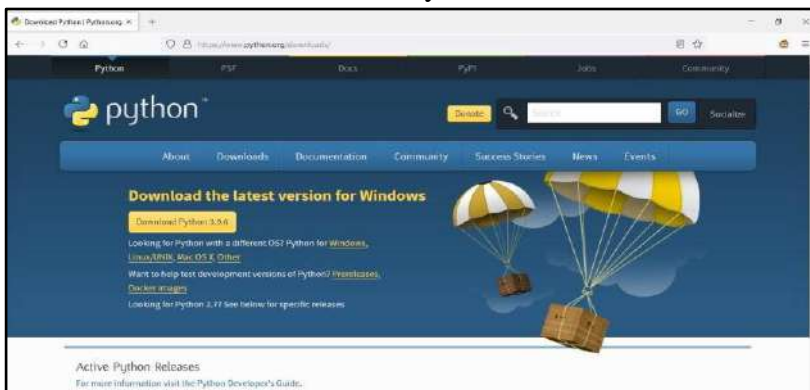 Download Python | Python.org
https://www.python.org/downloads/
Python PSF Docs PyPI Jobs Community
python
Donate Search GO Socialize
About Downloads Documentation Community Success Stories News Events
Download the latest version for Windows
Download Python 3.9.6
Looking for Python with a different OS? Python for Windows,
Linux/UNIX, Mac OS X, Other
Want to help test development versions of Python? Prereleases,
Docker images
Looking for Python 2.7? See below for specific releases
Active Python Releases
For more information visit the Python Developer's Guide.